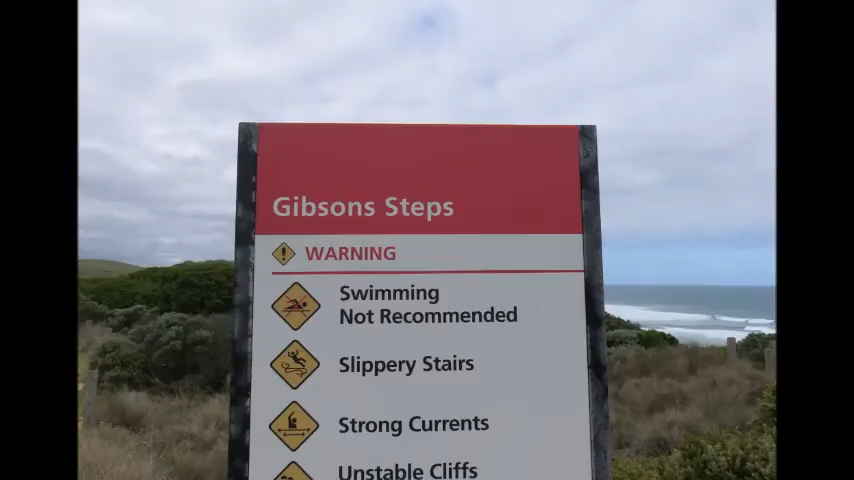 Gibsons Steps
WARNING
Swimming
Not Recommended
Slippery Stairs
Strong Currents
Unstable Cliffs